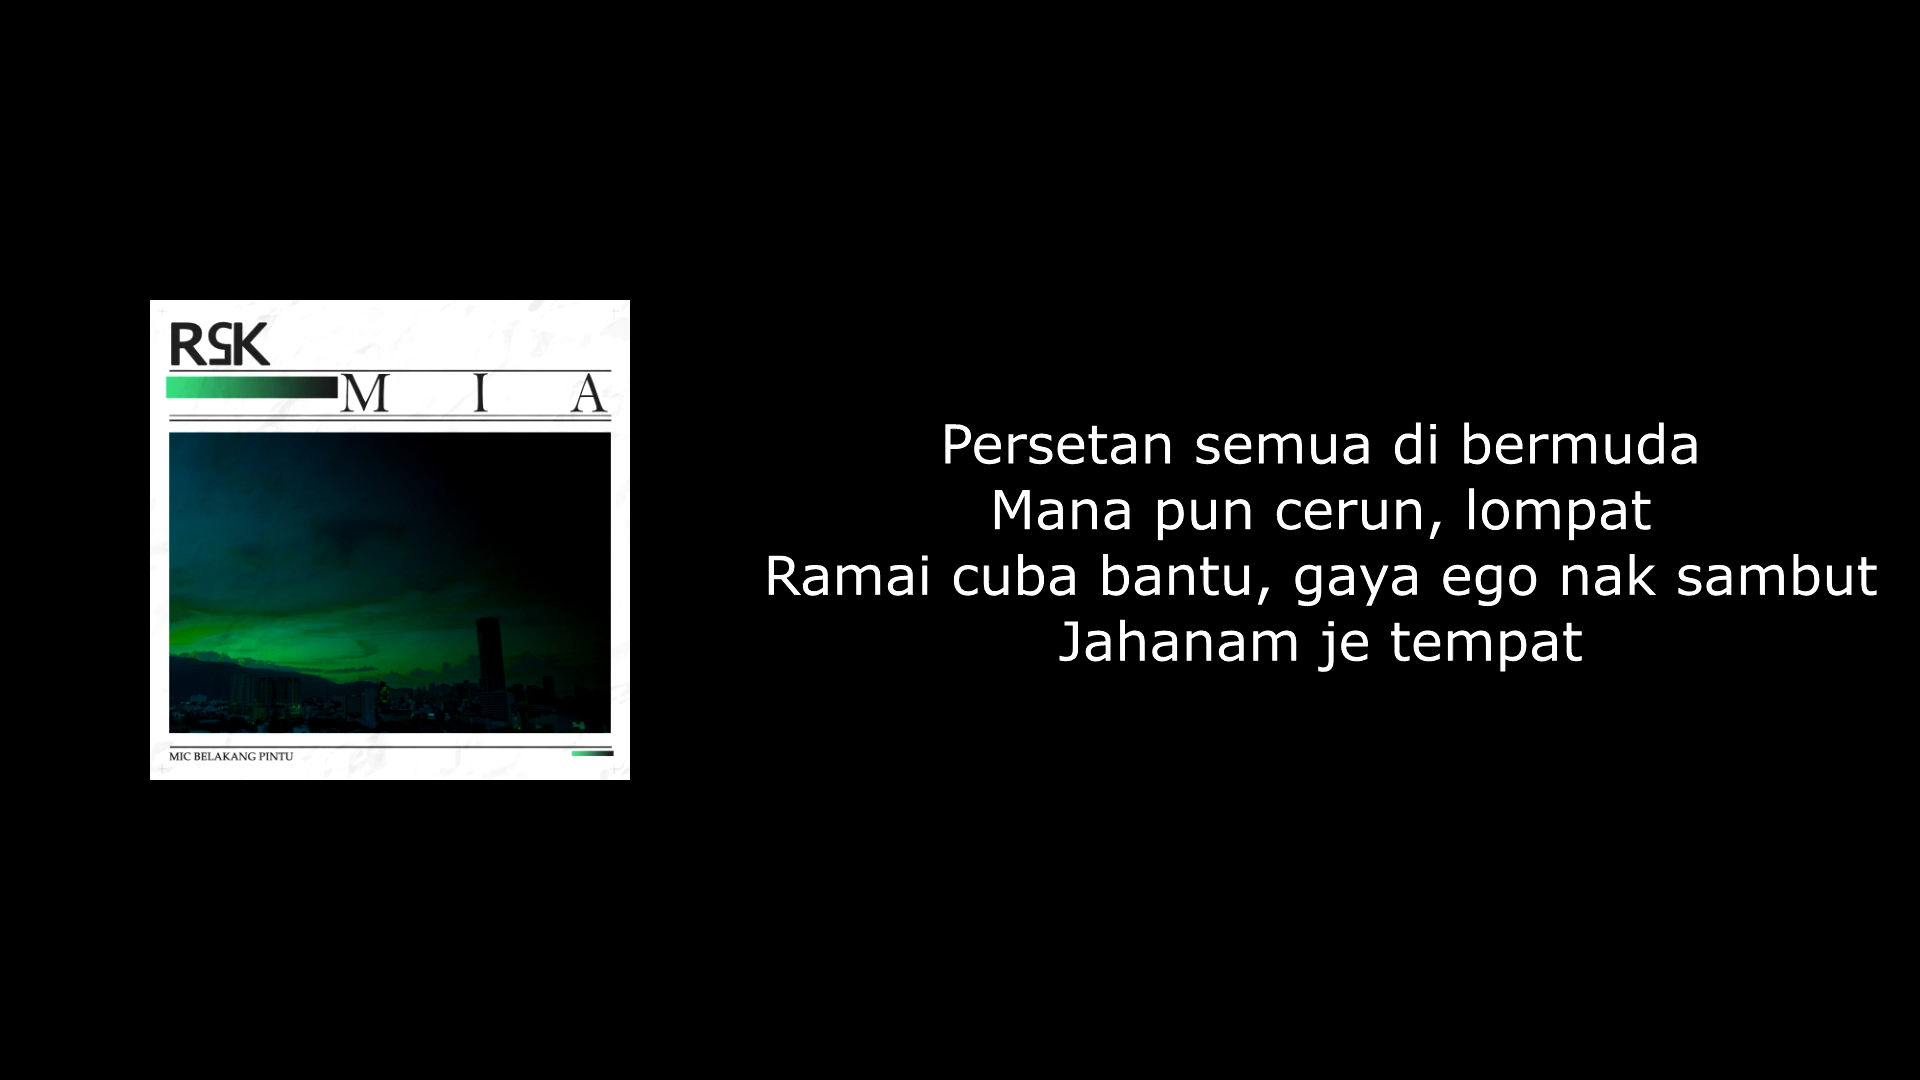 RSK
M I A
MIC BELAKANG PINTU
Persetan semua di bermuda
Mana pun cerun, lompat
Ramai cuba bantu, gaya ego nak sambut
Jahanam je tempat